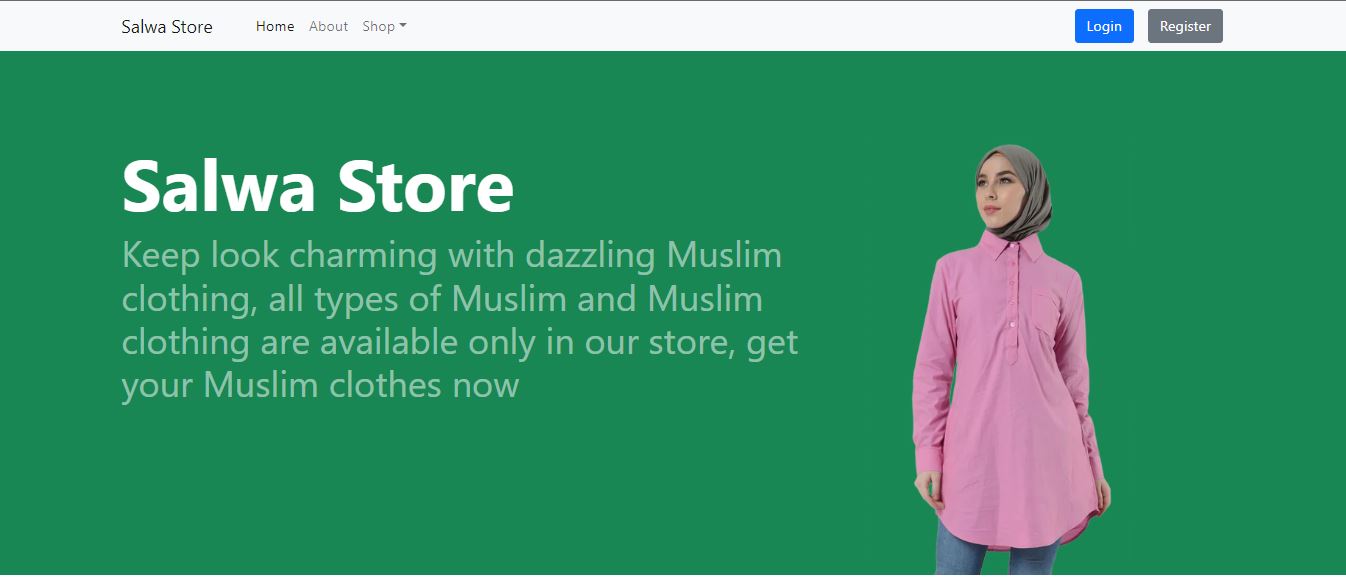 Salwa Store Home About Shop Login Register
Salwa Store
Keep look charming with dazzling Muslim
clothing, all types of Muslim and Muslim
clothing are available only in our store, get
your Muslim clothes now